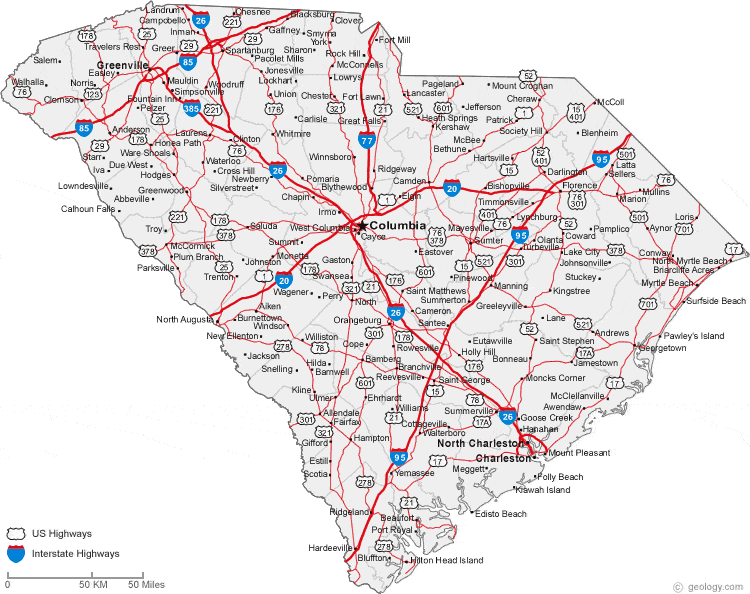 Landrum
Chesnee
Blacksburg
Clover
Campobello
26
221
Gaffney
Fort Mill
178
25
Inman
29
Smyrna
York
Travelers Rest
Greer
29
Spartanburg
Sharon
Rock Hill
Salem
Greenville
85
Pacolet Mills
McConnells
Easley
Jonesville
Lowrys
52
Walhalla
Norris
Mauldin
Woodruff
Lockhart
Pageland
Mount Croghan
76
123
Simpsonville
Union
Chester
Fort Lawn
Lancaster
Cheraw
McColl
Clemson
Fountain Inn
385
221
176
321
21
521
601
Jefferson
1
15
401
Pelzer
25
Carlisle
Great Falls
Heath Springs
Patrick
85
Anderson
178
Laurens
Clinton
Whitmire
Kershaw
Society Hill
Blenheim
29
Honea Path
76
77
McBee
52
401
95
501
Starr
Ware Shoals
Winnsboro
Bethune
Hartsville
Latta
Iva
Due West
Waterloo
26
Ridgeway
15
Darlington
Sellers
Hodges
Cross Hill
Pomaria
Camden
20
Bishopville
Florence
Lowndesville
Greenwood
Newberry
Blythewood
76
301
Mullins
Abbeville
Silverstreet
Chapin
1
Elgin
Timmonsville
Marion
Calhoun Falls
221
Irmo
401
Lynchburg
501
Loris
Troy
178
378
Saluda
West Columbia
Columbia
76
378
Mayesville
95
52
Coward
Pamplico
Aynor
701
378
McCormick
Summit
Cayce
Sumter
Olanta
378
Conway
17
Plum Branch
Monetta
Eastover
Turbeville
Lake City
North Myrtle Beach
Parksville
25
Johnston
178
Gaston
601
15
521
301
Johnsonville
Briarcliffe Acres
Trenton
1
20
Swansea
176
Pinewood
Manning
Stuckey
Myrtle Beach
Wagener
Perry
321
21
Saint Matthews
Kingstree
Aiken
North
Summerton
Greeleyville
701
Surfside Beach
North Augusta
Burnettown
26
Cameron
Lane
Windsor
Orangeburg
Santee
52
521
Andrews
Pawley's Island
New Ellenton
Williston
301
178
Eutawville
Saint Stephen
278
78
Cope
Rowesville
Holly Hill
17A
Georgetown
Jackson
Hilda
Bamberg
Branchville
176
Bonneau
Jamestown
Snelling
Barnwell
Reevesville
Saint George
Moncks Corner
Kline
601
15
17
Ulmer
Ehrhardt
78
McClellanville
301
Allendale
Williams
Summerville
26
Awendaw
321
Fairfax
21
Cottageville
17A
Goose Creek
Gifford
Hampton
Walterboro
Hanahan
North Charleston
95
17
Charleston
Mount Pleasant
Estill
Yemassee
Meggett
Scotia
278
Folly Beach
Kiawah Island
21
Ridgeland
Beaufort
Edisto Beach
US Highways
Port Royal
Interstate Highways
Hardeeville
278
Bluffton
Hilton Head Island
0 50 KM 50 Miles
© geology.com